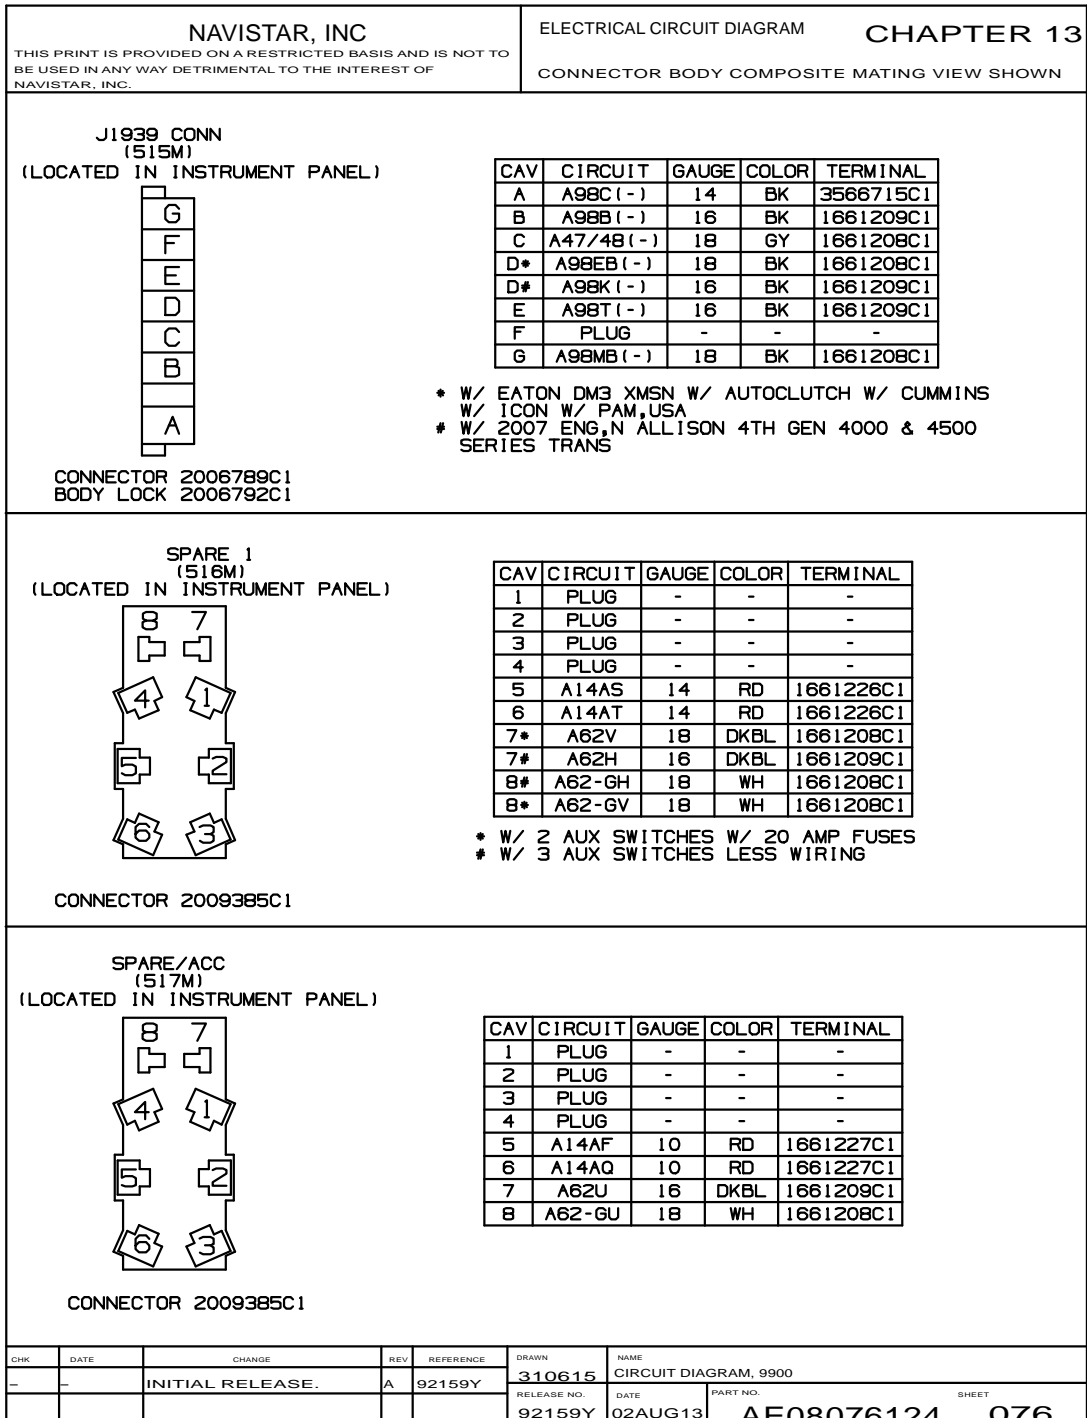 NAVISTAR, INC
THIS PRINT IS PROVIDED ON A RESTRICTED BASIS AND IS NOT TO
BE USED IN ANY WAY DETRIMENTAL TO THE INTEREST OF
NAVISTAR, INC.
ELECTRICAL CIRCUIT DIAGRAM CHAPTER 13
CONNECTOR BODY COMPOSITE MATING VIEW SHOWN
J1939 CONN
(515M)
(LOCATED IN INSTRUMENT PANEL)
G
F
E
D
C
B
A
CONNECTOR 2006789C1
BODY LOCK 2006792C1
CAV CIRCUIT GAUGE COLOR TERMINAL
A A98C(-) 14 BK 3566715C1
B A98B(-) 16 BK 1661209C1
C A47/48(-) 18 GY 1661208C1
D* A98EB(-) 18 BK 1661208C1
D# A98K(-) 16 BK 1661209C1
E A98T(-) 16 BK 1661209C1
F PLUG - - -
G A98MB(-) 18 BK 1661208C1
* W/ EATON DM3 XMSN W/ AUTOCLUTCH W/ CUMMINS
W/ ICON W/ PAM,USA
# W/ 2007 ENG,N ALLISON 4TH GEN 4000 & 4500
SERIES TRANS
SPARE 1
(516M)
(LOCATED IN INSTRUMENT PANEL)
8 7
4 1
5 2
6 3
CONNECTOR 2009385C1
CAV CIRCUIT GAUGE COLOR TERMINAL
1 PLUG - - -
2 PLUG - - -
3 PLUG - - -
4 PLUG - - -
5 A14AS 14 RD 1661226C1
6 A14AT 14 RD 1661226C1
7* A62V 18 DKBL 1661208C1
7# A62H 16 DKBL 1661209C1
8# A62-GH 18 WH 1661208C1
8* A62-GV 18 WH 1661208C1
* W/ 2 AUX SWITCHES W/ 20 AMP FUSES
# W/ 3 AUX SWITCHES LESS WIRING
SPARE/ACC
(517M)
(LOCATED IN INSTRUMENT PANEL)
8 7
4 1
5 2
6 3
CONNECTOR 2009385C1
CAV CIRCUIT GAUGE COLOR TERMINAL
1 PLUG - - -
2 PLUG - - -
3 PLUG - - -
4 PLUG - - -
5 A14AF 10 RD 1661227C1
6 A14AQ 10 RD 1661227C1
7 A62U 16 DKBL 1661209C1
8 A62-GU 18 WH 1661208C1
CHK DATE CHANGE REV REFERENCE
– – INITIAL RELEASE. A 92159Y
DRAWN
310615
NAME
CIRCUIT DIAGRAM, 9900
RELEASE NO. DATE PART NO. SHEET
92159Y 02AUG13 AE08076124 076